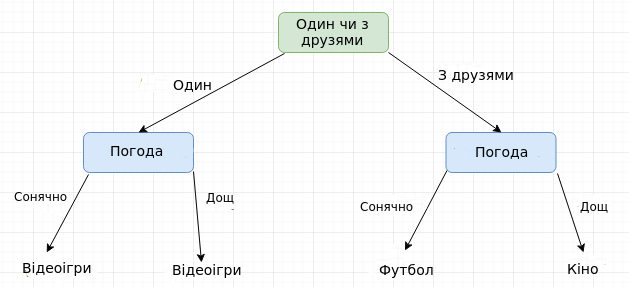 Один чи з
друзями
Один
З друзями
Погода
Погода
Сонячно
Дощ
Сонячно
Дощ
Відеоігри
Відеоігри
Футбол
Кіно